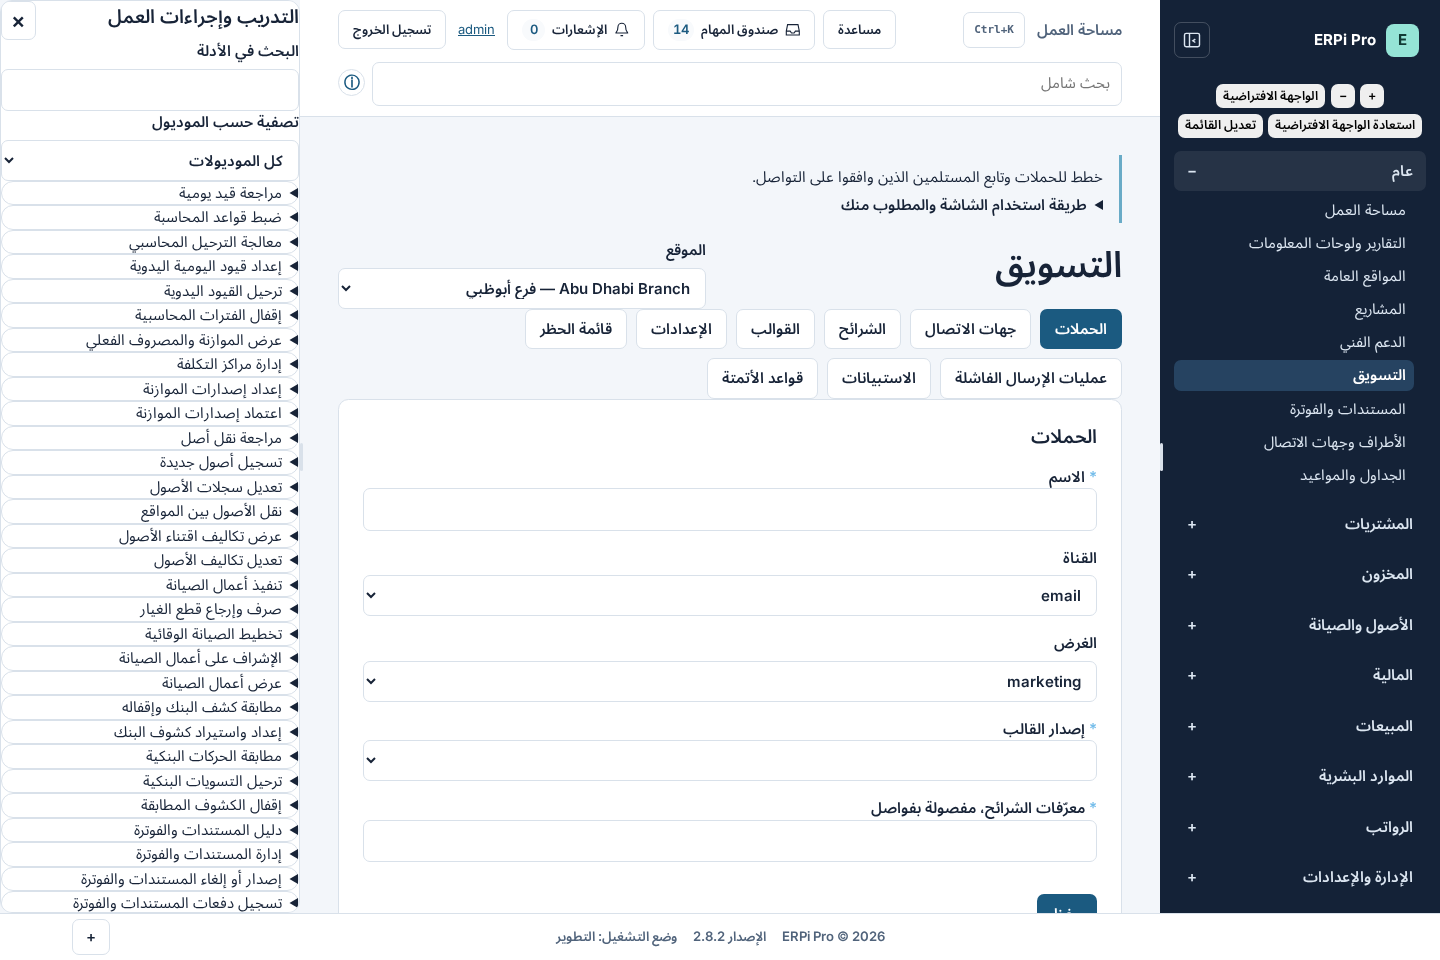 E
ERPi Pro
+
−
الواجهة الافتراضية
استعادة الواجهة الافتراضية
تعديل القائمة
عام −
مساحة العمل
التقارير ولوحات المعلومات
المواقع العامة
المشاريع
الدعم الفني
التسويق
المستندات والفوترة
الأطراف وجهات الاتصال
الجداول والمواعيد
المشتريات +
المخزون +
الأصول والصيانة +
المالية +
المبيعات +
الموارد البشرية +
الرواتب +
الإدارة والإعدادات +
مساحة العمل
Ctrl+K
مساعدة
صندوق المهام 14
الإشعارات 0
admin
تسجيل الخروج
بحث شامل
خطط للحملات وتابع المستلمين الذين وافقوا على التواصل.
طريقة استخدام الشاشة والمطلوب منك
التسويق
الموقع
Abu Dhabi Branch — فرع أبوظبي
الحملات
جهات الاتصال
الشرائح
القوالب
الإعدادات
قائمة الحظر
عمليات الإرسال الفاشلة
الاستبيانات
قواعد الأتمتة
الحملات
* الاسم
القناة
email
الغرض
marketing
* إصدار القالب
* معرّفات الشرائح، مفصولة بفواصل
التدريب وإجراءات العمل
×
البحث في الأدلة
تصفية حسب الموديول
كل الموديولات
مراجعة قيد يومية
ضبط قواعد المحاسبة
معالجة الترحيل المحاسبي
إعداد قيود اليومية اليدوية
ترحيل القيود اليدوية
إقفال الفترات المحاسبية
عرض الموازنة والمصروف الفعلي
إدارة مراكز التكلفة
إعداد إصدارات الموازنة
اعتماد إصدارات الموازنة
مراجعة نقل أصل
تسجيل أصول جديدة
تعديل سجلات الأصول
نقل الأصول بين المواقع
عرض تكاليف اقتناء الأصول
تعديل تكاليف الأصول
تنفيذ أعمال الصيانة
صرف وإرجاع قطع الغيار
تخطيط الصيانة الوقائية
الإشراف على أعمال الصيانة
عرض أعمال الصيانة
مطابقة كشف البنك وإقفاله
إعداد واستيراد كشوف البنك
مطابقة الحركات البنكية
ترحيل التسويات البنكية
إقفال الكشوف المطابقة
دليل المستندات والفوترة
إدارة المستندات والفوترة
إصدار أو إلغاء المستندات والفوترة
تسجيل دفعات المستندات والفوترة
ERPi Pro © 2026
الإصدار 2.8.2
وضع التشغيل: التطوير
+